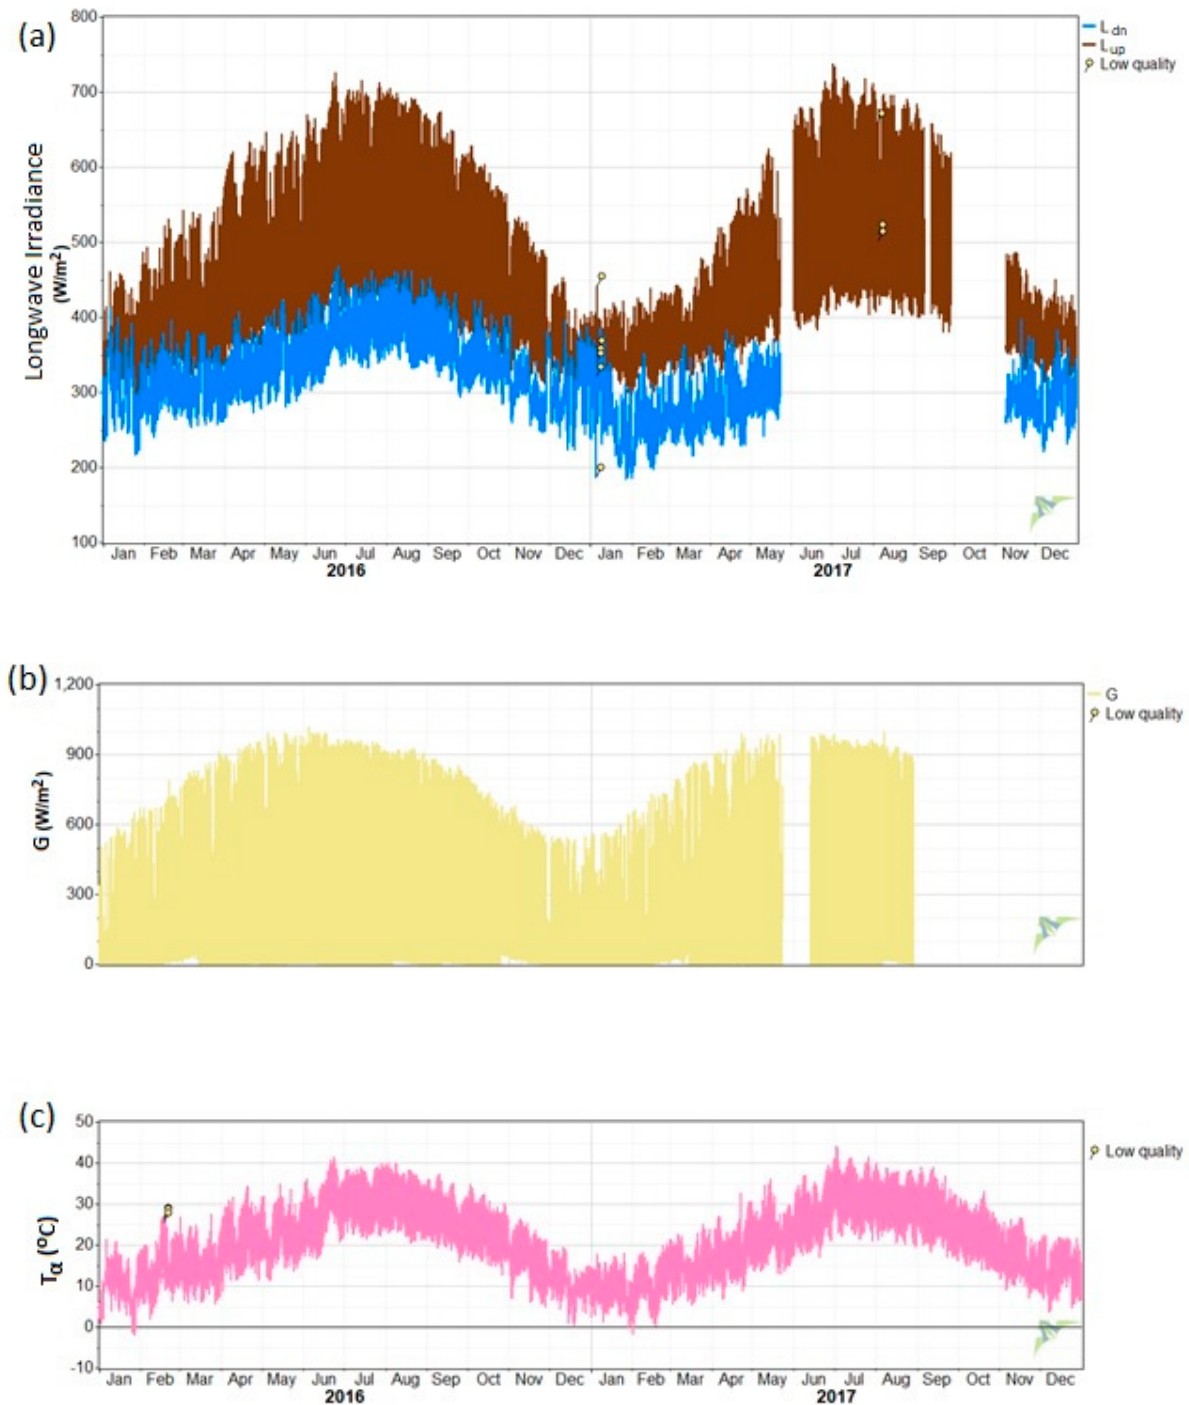 (a)
800
700
600
500
400
300
200
100
Longwave Irradiance
(W/m²)
L dn
L up
Low quality
Jan Feb Mar Apr May Jun Jul Aug Sep Oct Nov Dec Jan Feb Mar Apr May Jun Jul Aug Sep Oct Nov Dec
2016 2017
(b)
1,200
900
600
300
0
G (W/m²)
G
Low quality
(c)
50
40
30
20
10
0
-10
Tα (ºC)
Low quality
Jan Feb Mar Apr May Jun Jul Aug Sep Oct Nov Dec Jan Feb Mar Apr May Jun Jul Aug Sep Oct Nov Dec
2016 2017